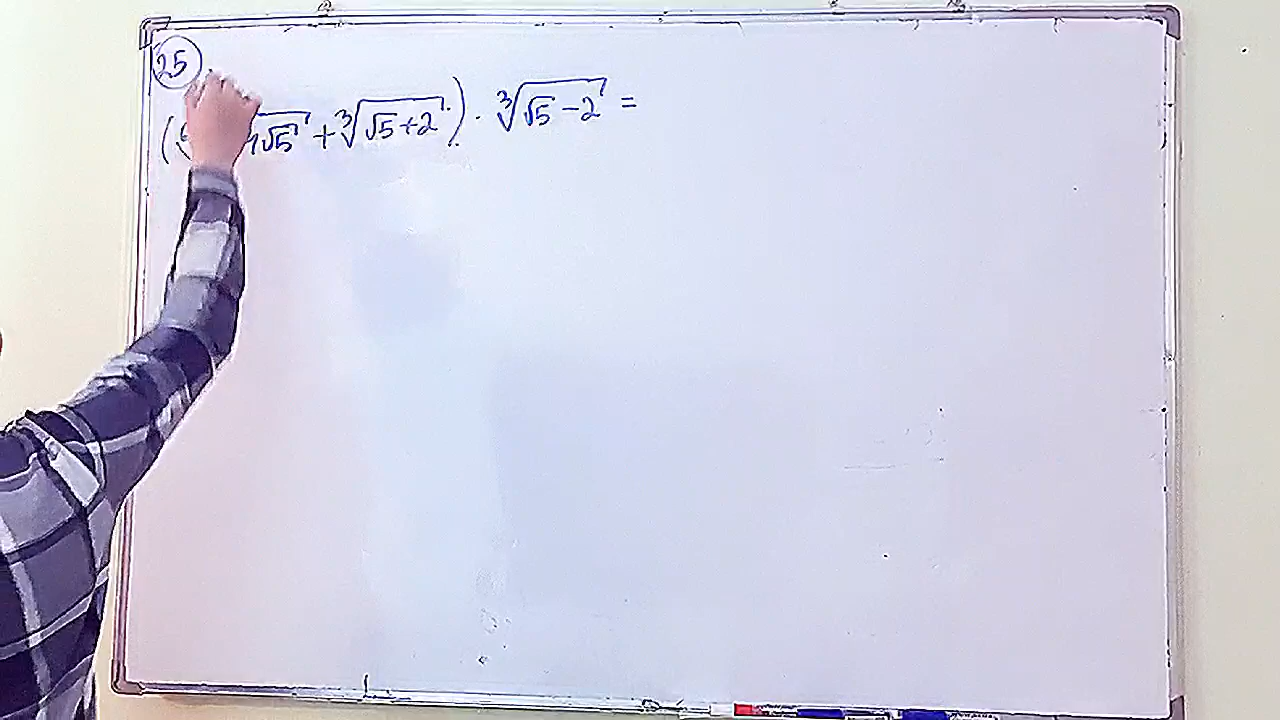 25
( √5 + ∛(√5+2) ) · ∛(√5−2) =